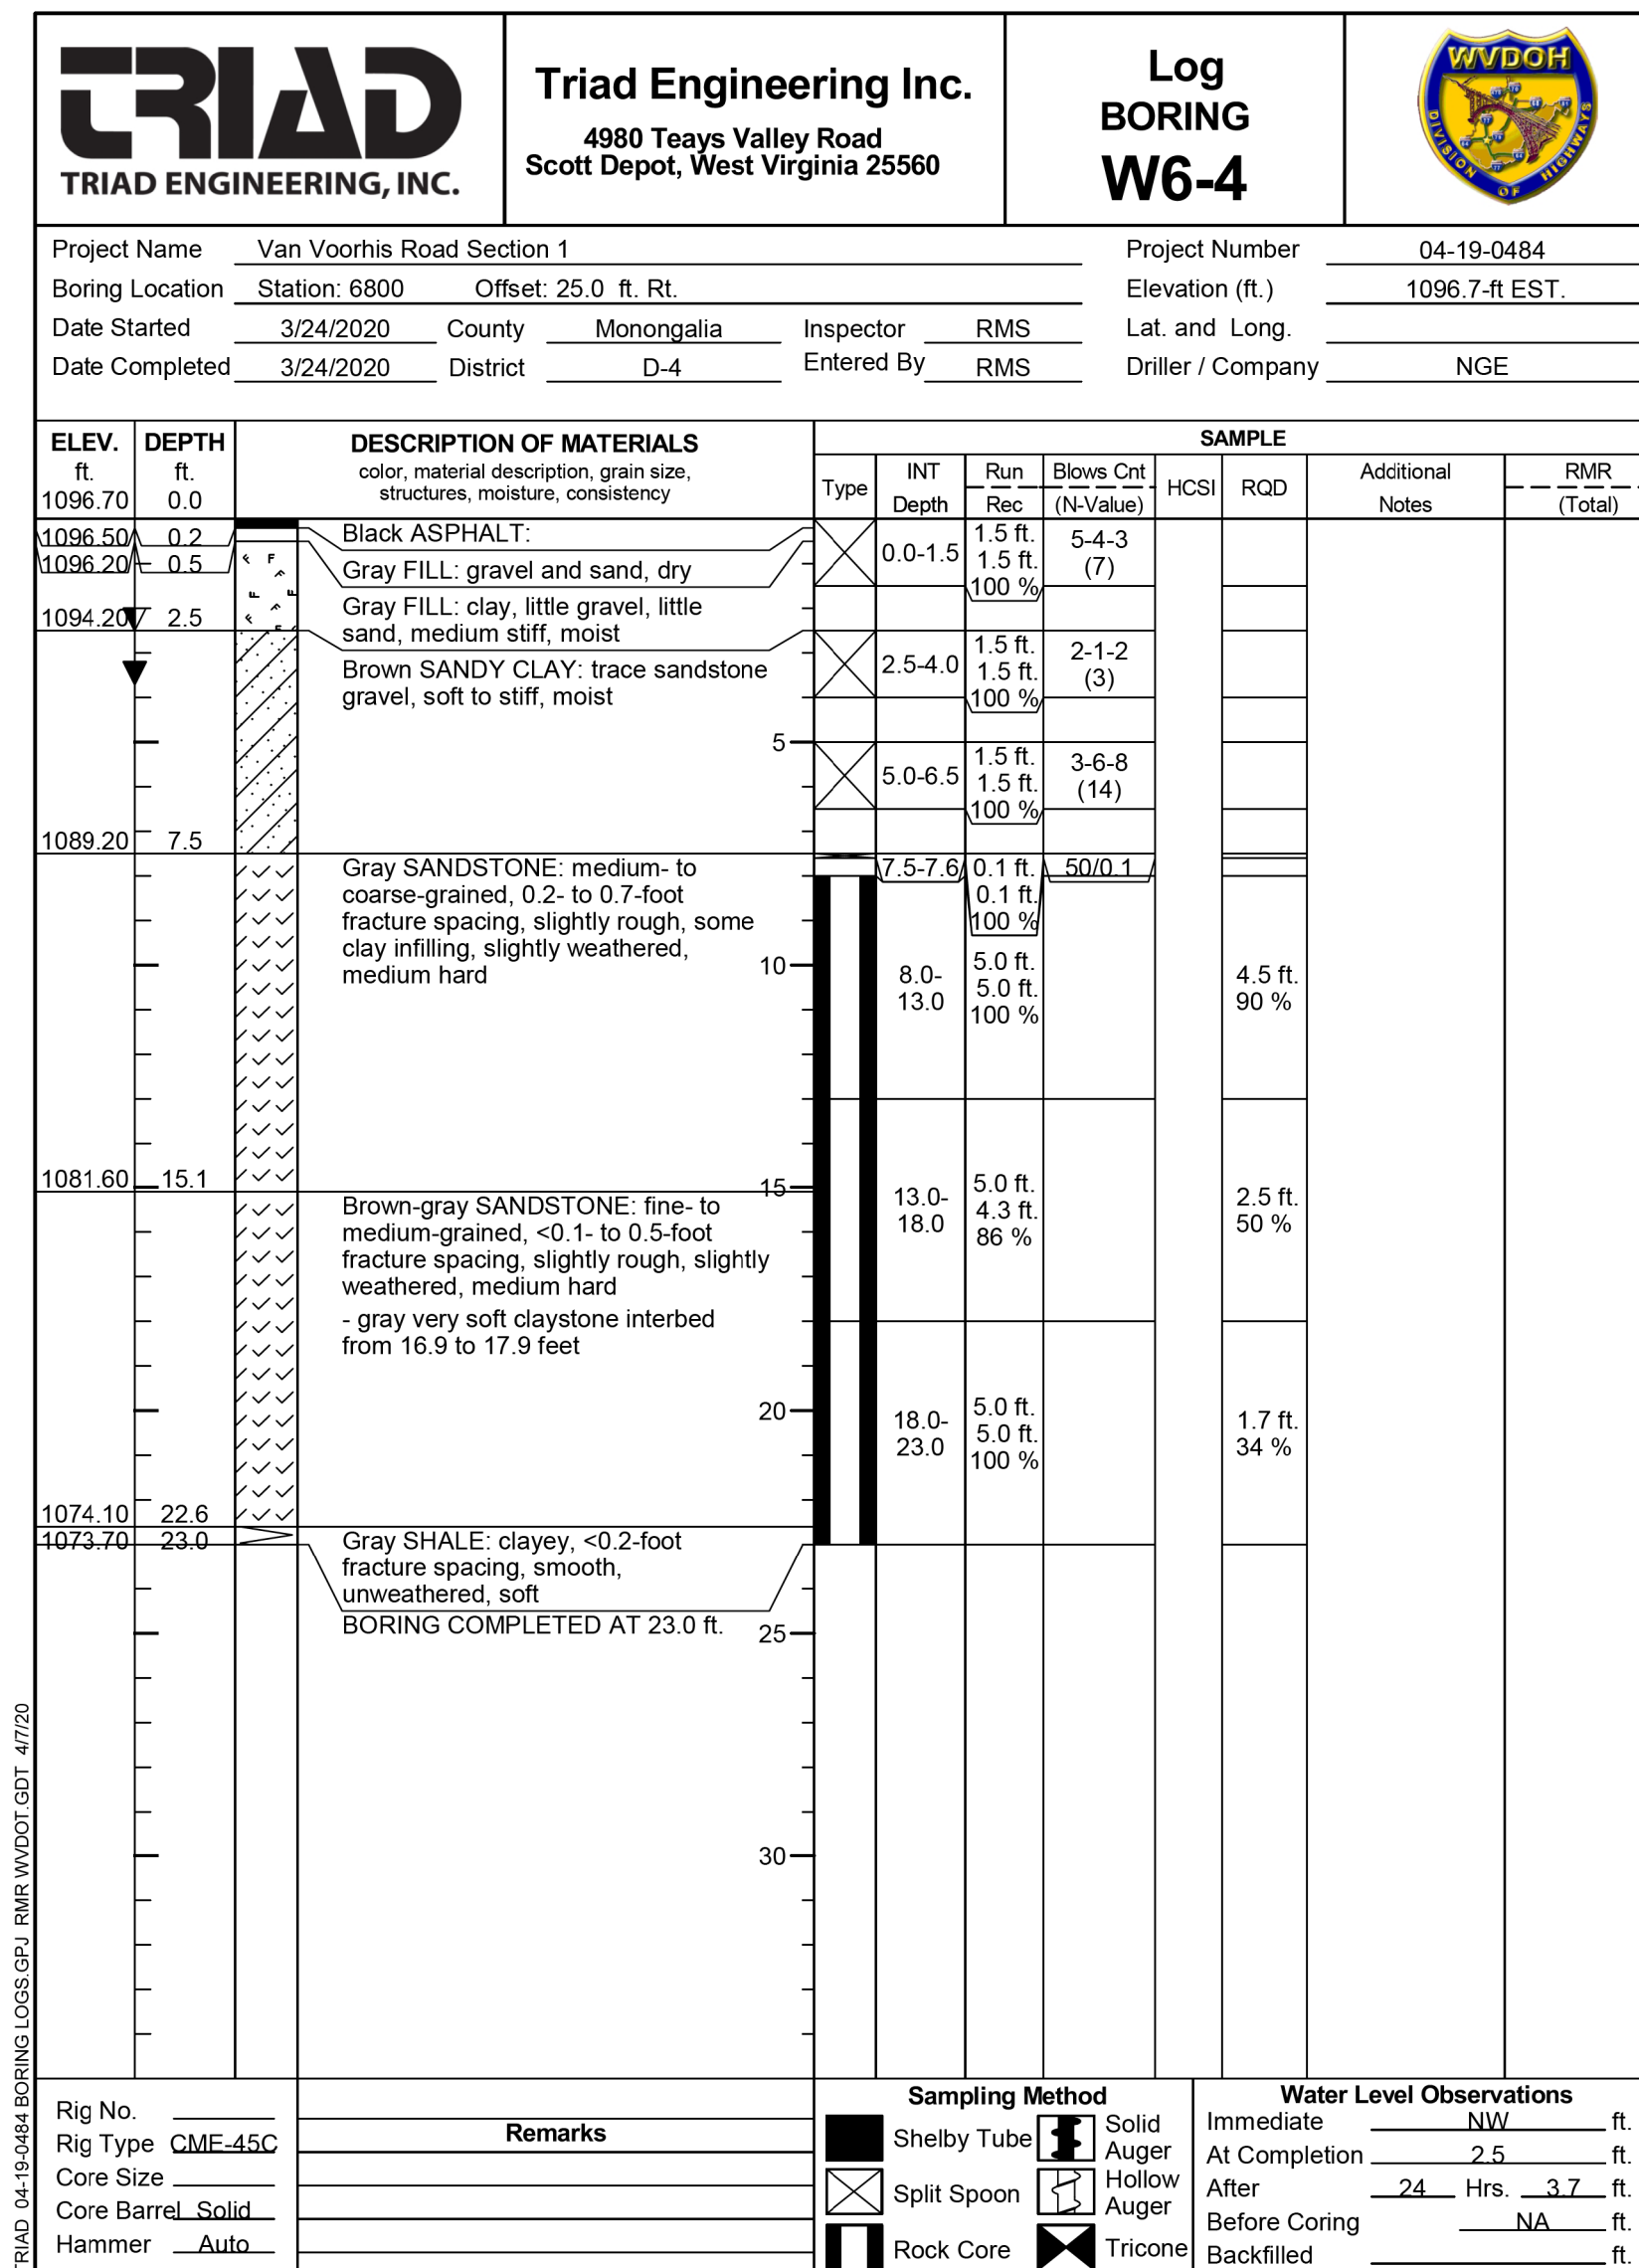 TRIAD
TRIAD ENGINEERING, INC.
Triad Engineering Inc.
4980 Teays Valley Road
Scott Depot, West Virginia 25560
Log
BORING
W6-4
WVDOH
DIVISION OF HIGHWAYS
Project Name Van Voorhis Road Section 1 Project Number 04-19-0484
Boring Location Station: 6800 Offset: 25.0 ft. Rt. Elevation (ft.) 1096.7-ft EST.
Date Started 3/24/2020 County Monongalia Inspector RMS Lat. and Long.
Date Completed 3/24/2020 District D-4 Entered By RMS Driller / Company NGE
ELEV. DEPTH DESCRIPTION OF MATERIALS SAMPLE
ft. ft. color, material description, grain size,
1096.70 0.0 structures, moisture, consistency
Type INT Run Blows Cnt HCSI RQD Additional RMR
Depth Rec (N-Value) Notes (Total)
1096.50 0.2 Black ASPHALT:
1096.20 0.5 Gray FILL: gravel and sand, dry
F F F F F F F F F
0.0-1.5 1.5 ft. 5-4-3
1.5 ft. (7)
100 %
Gray FILL: clay, little gravel, little
1094.20 2.5 sand, medium stiff, moist
Brown SANDY CLAY: trace sandstone
gravel, soft to stiff, moist
2.5-4.0 1.5 ft. 2-1-2
1.5 ft. (3)
100 %
5
5.0-6.5 1.5 ft. 3-6-8
1.5 ft. (14)
100 %
1089.20 7.5
Gray SANDSTONE: medium- to
coarse-grained, 0.2- to 0.7-foot
fracture spacing, slightly rough, some
clay infilling, slightly weathered,
medium hard
7.5-7.6 0.1 ft. 50/0.1
0.1 ft.
100 %
10
8.0- 5.0 ft. 4.5 ft.
13.0 5.0 ft. 90 %
100 %
1081.60 15.1 15
Brown-gray SANDSTONE: fine- to
medium-grained, <0.1- to 0.5-foot
fracture spacing, slightly rough, slightly
weathered, medium hard
- gray very soft claystone interbed
from 16.9 to 17.9 feet
13.0- 5.0 ft. 2.5 ft.
18.0 4.3 ft. 50 %
86 %
20
18.0- 5.0 ft. 1.7 ft.
23.0 5.0 ft. 34 %
100 %
1074.10 22.6
1073.70 23.0 Gray SHALE: clayey, <0.2-foot
fracture spacing, smooth,
unweathered, soft
BORING COMPLETED AT 23.0 ft. 25
30
TRIAD 04-19-0484 BORING LOGS.GPJ RMR WVDOT.GDT 4/7/20
Rig No.
Rig Type CME-45C
Core Size
Core Barrel Solid
Hammer Auto
Remarks
Sampling Method
Shelby Tube Solid
Auger
Split Spoon Hollow
Auger
Rock Core Tricone
Water Level Observations
Immediate NW ft.
At Completion 2.5 ft.
After 24 Hrs. 3.7 ft.
Before Coring NA ft.
Backfilled ft.